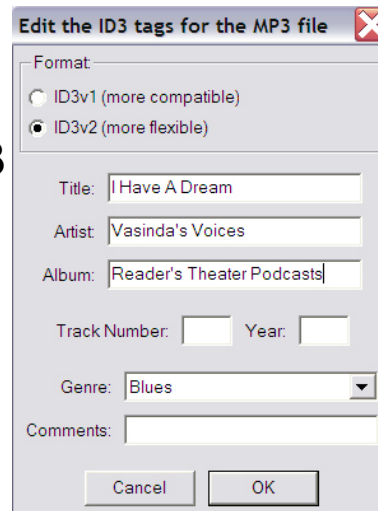 Edit the ID3 tags for the MP3 file
Format
ID3v1 (more compatible)
ID3v2 (more flexible)
Title: I Have A Dream
Artist: Vasinda's Voices
Album: Reader's Theater Podcasts
Track Number: Year:
Genre: Blues
Comments:
Cancel OK